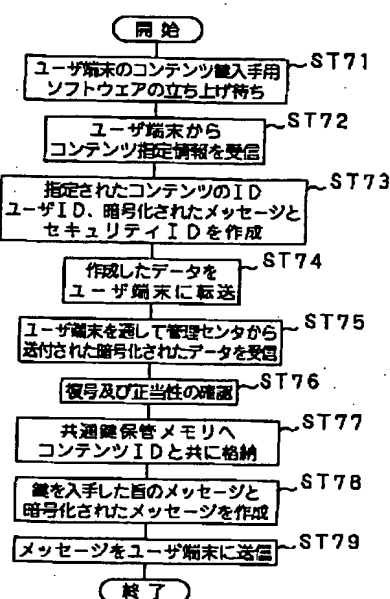 開 始
ユーザ端末のコンテンツ鍵入手用
ソフトウェアの立ち上げ待ち
ST71
ユーザ端末から
コンテンツ指定情報を受信
ST72
指定されたコンテンツのID
ユーザID、暗号化されたメッセージと
セキュリティIDを作成
ST73
作成したデータを
ユーザ端末に転送
ST74
ユーザ端末を通して管理センタから
送付された暗号化されたデータを受信
ST75
復号及び正当性の確認
ST76
共通鍵保管メモリへ
コンテンツIDと共に格納
ST77
鍵を入手した旨のメッセージと
暗号化されたメッセージを作成
ST78
メッセージをユーザ端末に送信
ST79
終 了